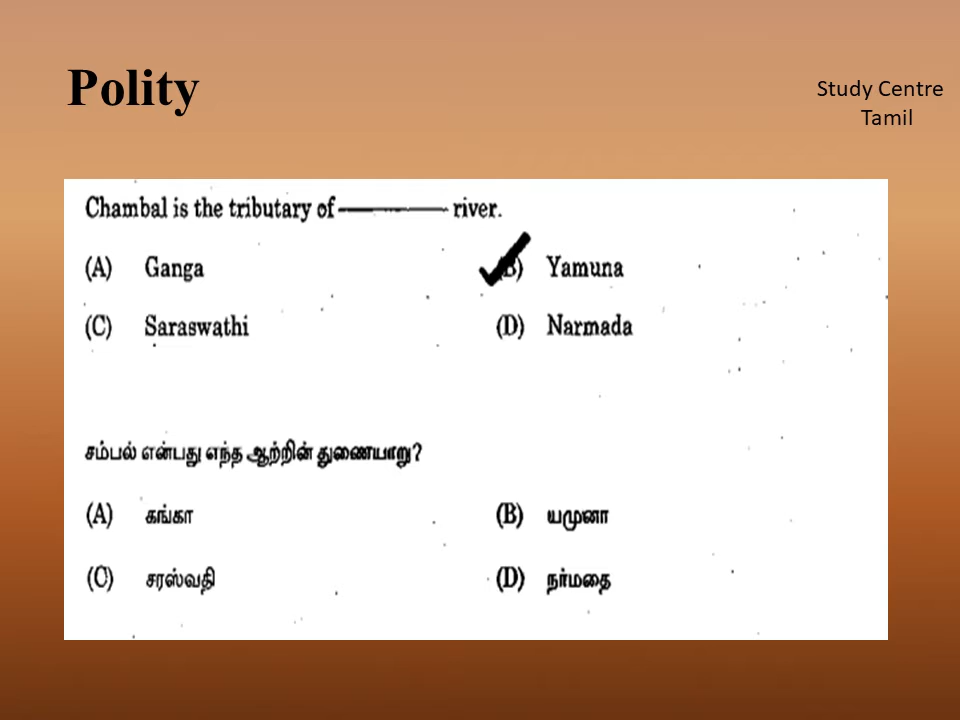 Polity
Study Centre
Tamil
Chambal is the tributary of ———— river.
(A) Ganga
(B) Yamuna
(C) Saraswathi
(D) Narmada
சம்பல் என்பது எந்த ஆற்றின் துணையாறு?
(A) கங்கா
(B) யமுனா
(C) சரஸ்வதி
(D) நர்மதை